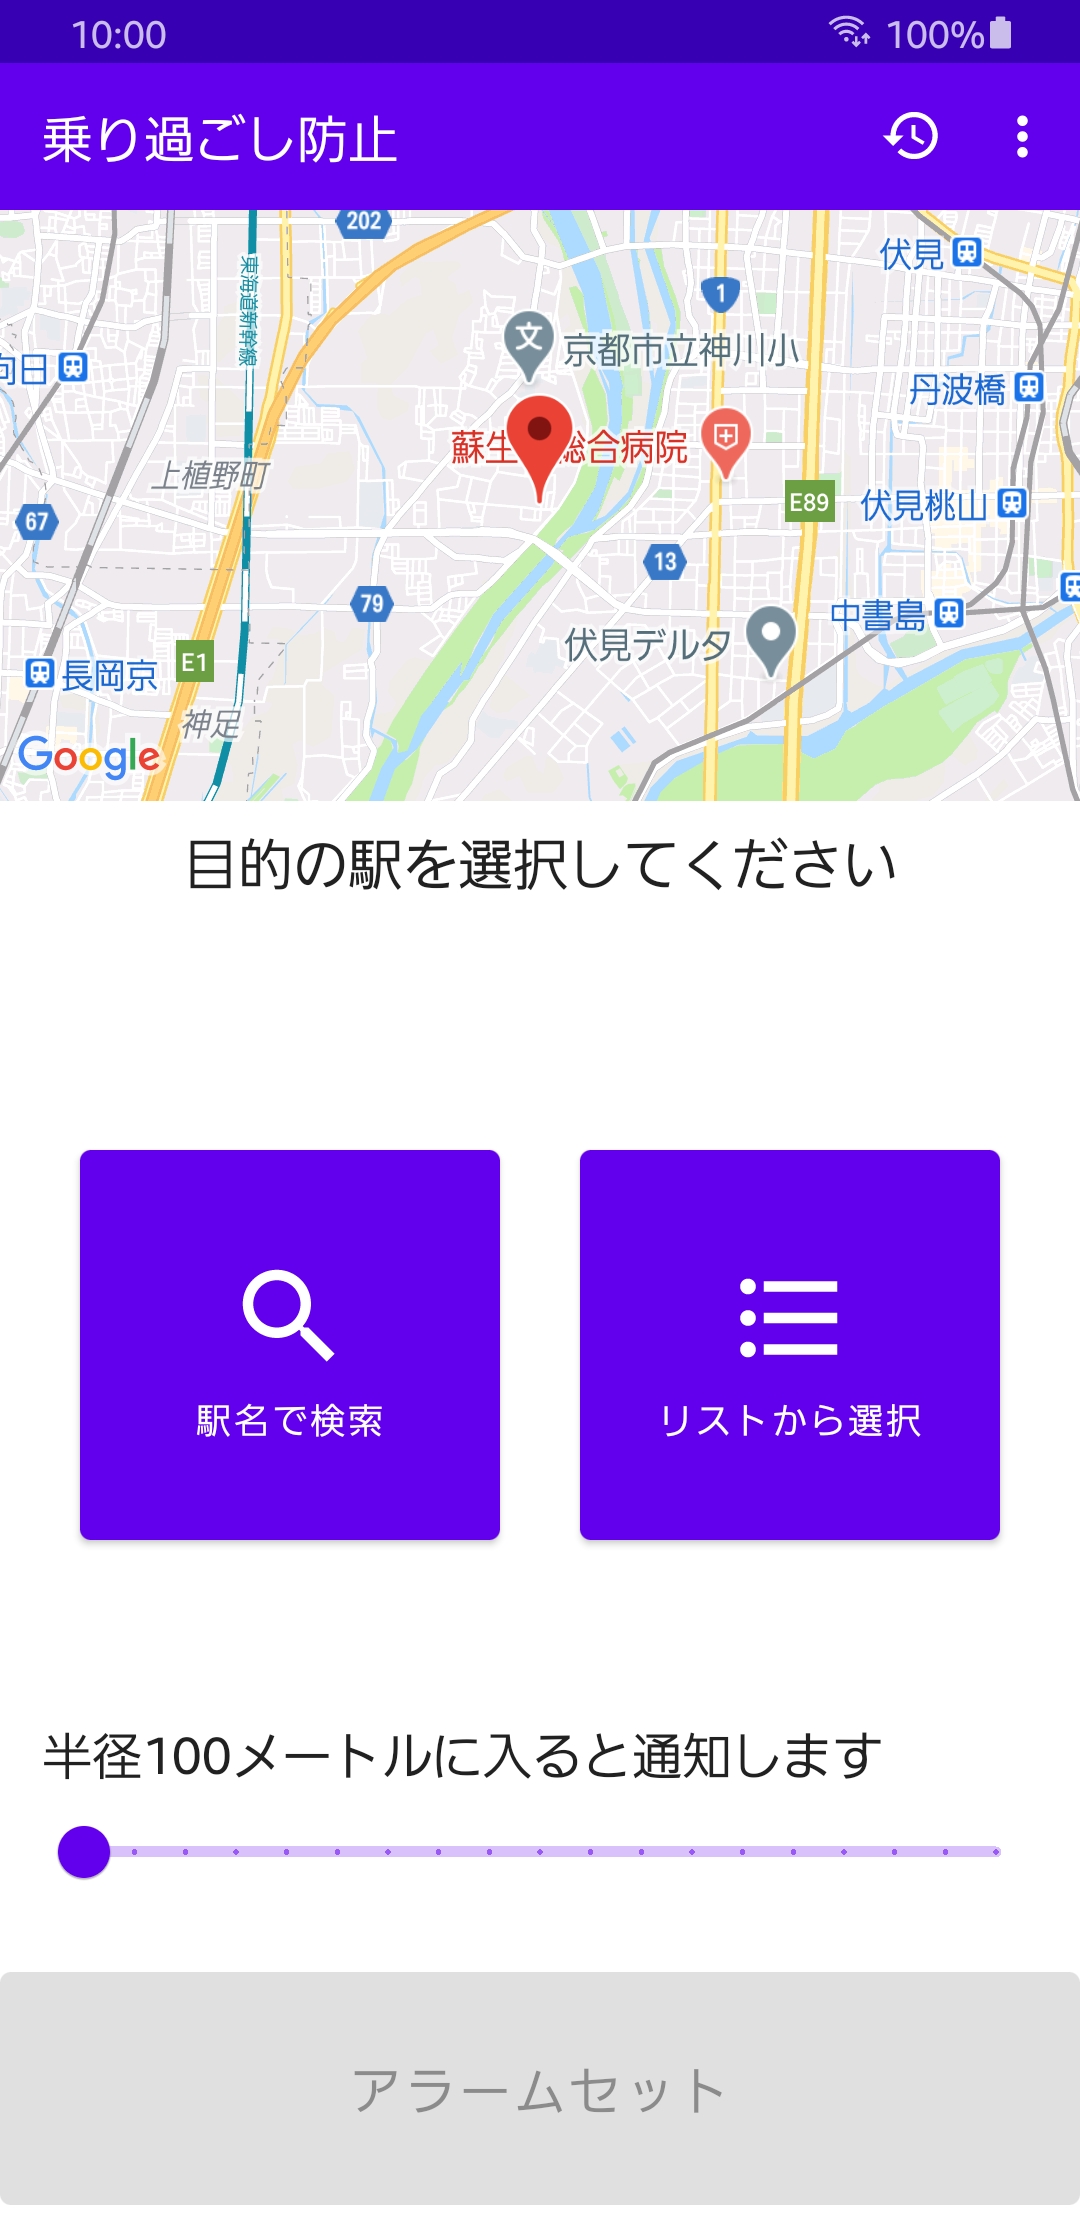 10:00
100%
乗り過ごし防止
202
東海道新幹線
伏見
1
京都市立神川小
向日
丹波橋
蘇生
総合病院
上植野町
E89
伏見桃山
67
13
79
中書島
伏見デルタ
E1
長岡京
神足
Google
目的の駅を選択してください
駅名で検索
リストから選択
半径100メートルに入ると通知します
アラームセット